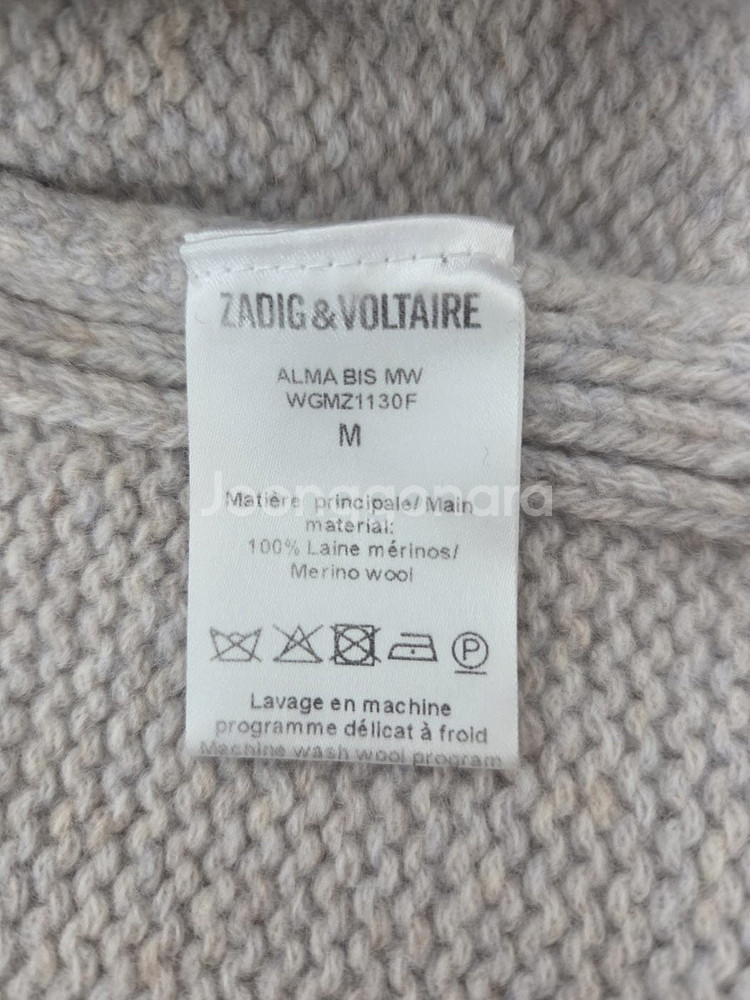 ZADIG&VOLTAIRE
ALMA BIS MW
WGMZ1130F
M
Matière principale/ Main
material:
100% Laine mérinos/
Merino wool
Joonggonara
P
Lavage en machine
programme délicat à froid
Machine wash wool program